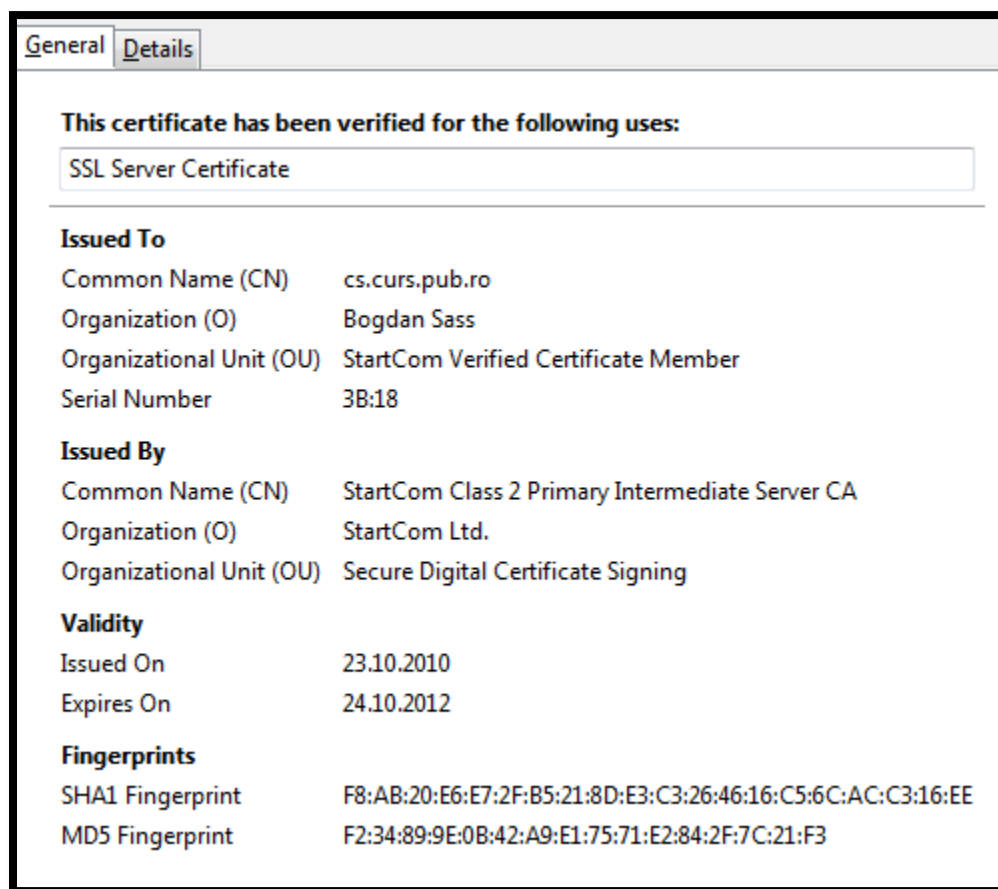 General Details
This certificate has been verified for the following uses:
SSL Server Certificate
Issued To
Common Name (CN) cs.curs.pub.ro
Organization (O) Bogdan Sass
Organizational Unit (OU) StartCom Verified Certificate Member
Serial Number 3B:18
Issued By
Common Name (CN) StartCom Class 2 Primary Intermediate Server CA
Organization (O) StartCom Ltd.
Organizational Unit (OU) Secure Digital Certificate Signing
Validity
Issued On 23.10.2010
Expires On 24.10.2012
Fingerprints
SHA1 Fingerprint F8:AB:20:E6:E7:2F:B5:21:8D:E3:C3:26:46:16:C5:6C:AC:C3:16:EE
MD5 Fingerprint F2:34:89:9E:0B:42:A9:E1:75:71:E2:84:2F:7C:21:F3